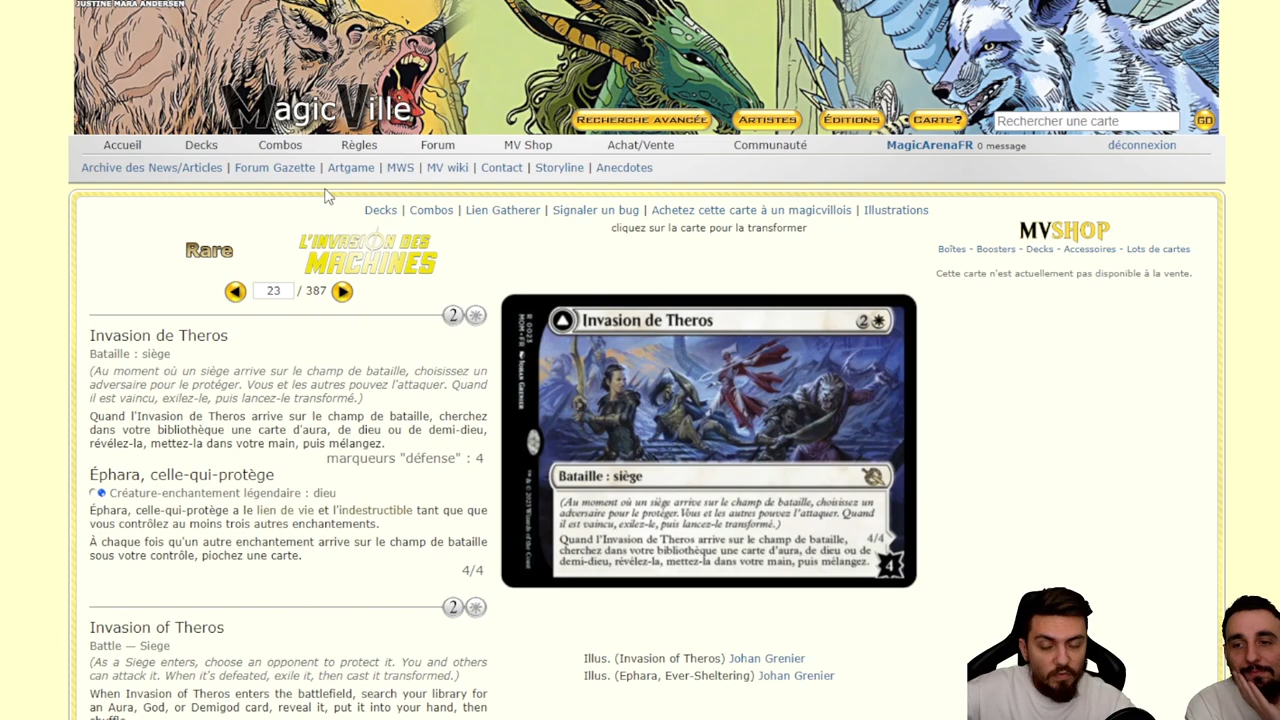 JUSTINE MARA ANDERSEN
MagicVille
RECHERCHE AVANCÉE ARTISTES ÉDITIONS CARTE? Rechercher une carte GO
Accueil Decks Combos Règles Forum MV Shop Achat/Vente Communauté MagicArenaFR 0 message déconnexion
Archive des News/Articles | Forum Gazette | Artgame | MWS | MV wiki | Contact | Storyline | Anecdotes
Decks | Combos | Lien Gatherer | Signaler un bug | Achetez cette carte à un magicvillois | Illustrations
cliquez sur la carte pour la transformer
MVSHOP
Boîtes - Boosters - Decks - Accessoires - Lots de cartes
Cette carte n'est actuellement pas disponible à la vente.
Rare
L'INVASION DES
MACHINES
23 / 387
2
Invasion de Theros
Bataille : siège
(Au moment où un siège arrive sur le champ de bataille, choisissez un
adversaire pour le protéger. Vous et les autres pouvez l'attaquer. Quand
il est vaincu, exilez-le, puis lancez-le transformé.)
Quand l'Invasion de Theros arrive sur le champ de bataille, cherchez
dans votre bibliothèque une carte d'aura, de dieu ou de demi-dieu,
révélez-la, mettez-la dans votre main, puis mélangez.
marqueurs "défense" : 4
Éphara, celle-qui-protège
Créature-enchantement légendaire : dieu
Éphara, celle-qui-protège a le lien de vie et l'indestructible tant que que
vous contrôlez au moins trois autres enchantements.
À chaque fois qu'un autre enchantement arrive sur le champ de bataille
sous votre contrôle, piochez une carte.
4/4
2
Invasion of Theros
Battle — Siege
(As a Siege enters, choose an opponent to protect it. You and others
can attack it. When it's defeated, exile it, then cast it transformed.)
When Invasion of Theros enters the battlefield, search your library for
an Aura, God, or Demigod card, reveal it, put it into your hand, then
shuffle.
Invasion de Theros 2
R 0023
MOM • FR Johan Grenier
™ & © 2023 Wizards of the Coast
Bataille : siège
(Au moment où un siège arrive sur le champ de bataille, choisissez un
adversaire pour le protéger. Vous et les autres pouvez l'attaquer. Quand
il est vaincu, exilez-le, puis lancez-le transformé.)
Quand l'Invasion de Theros arrive sur le champ de bataille,
cherchez dans votre bibliothèque une carte d'aura, de dieu ou de
demi-dieu, révélez-la, mettez-la dans votre main, puis mélangez.
4/4
4
Illus. (Invasion of Theros) Johan Grenier
Illus. (Ephara, Ever-Sheltering) Johan Grenier